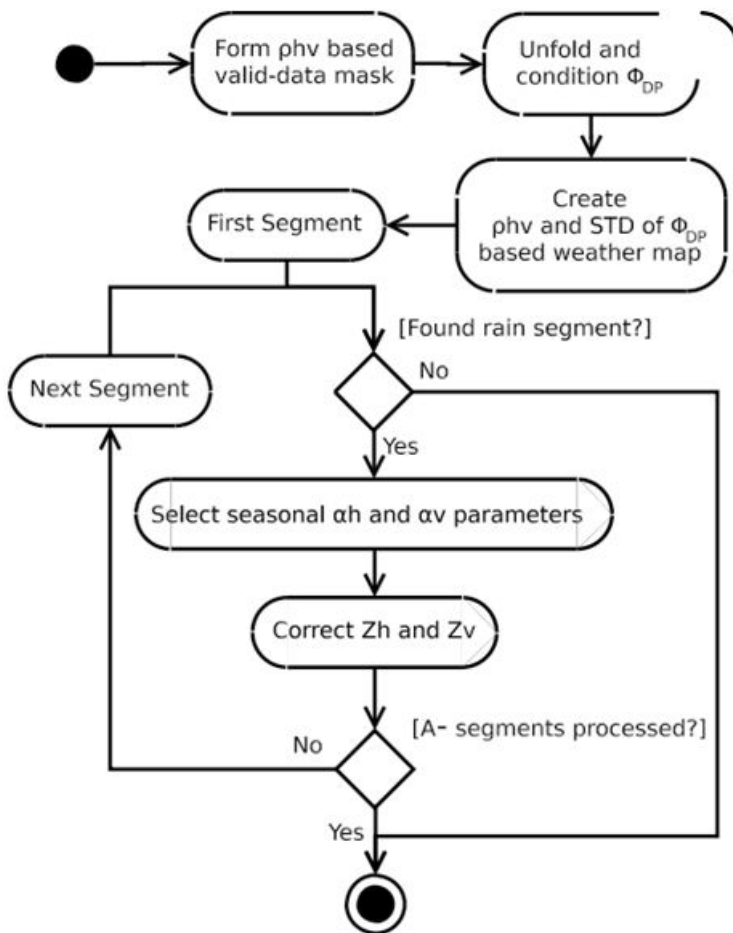 Form ρhv based
valid-data mask
Unfold and
condition Φ_DP
Create
ρhv and STD of Φ_DP
based weather map
First Segment
[Found rain segment?]
Next Segment
No
Yes
Select seasonal αh and αv parameters
Correct Zh and Zv
[A- segments processed?]
No
Yes